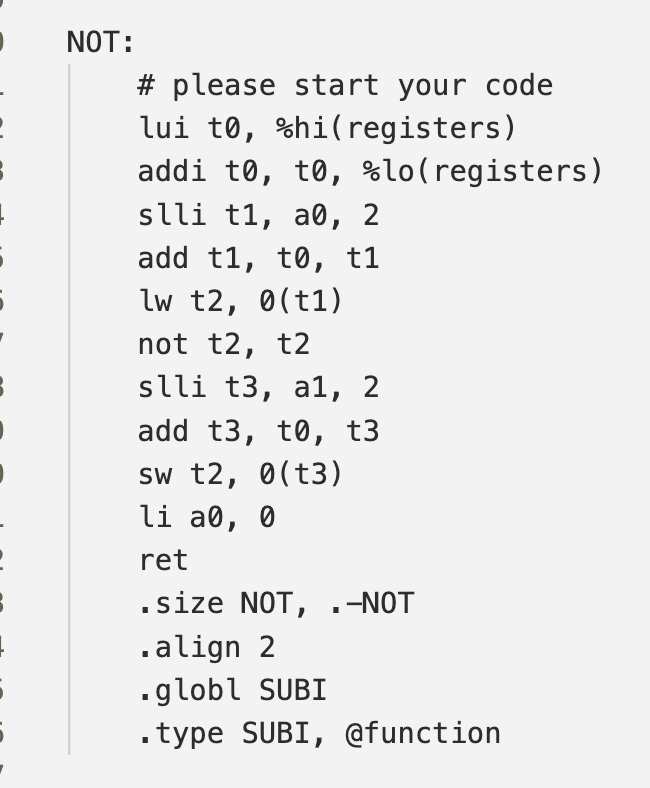 NOT:
# please start your code
lui t0, %hi(registers)
addi t0, t0, %lo(registers)
slli t1, a0, 2
add t1, t0, t1
lw t2, 0(t1)
not t2, t2
slli t3, a1, 2
add t3, t0, t3
sw t2, 0(t3)
li a0, 0
ret
.size NOT, .-NOT
.align 2
.globl SUBI
.type SUBI, @function